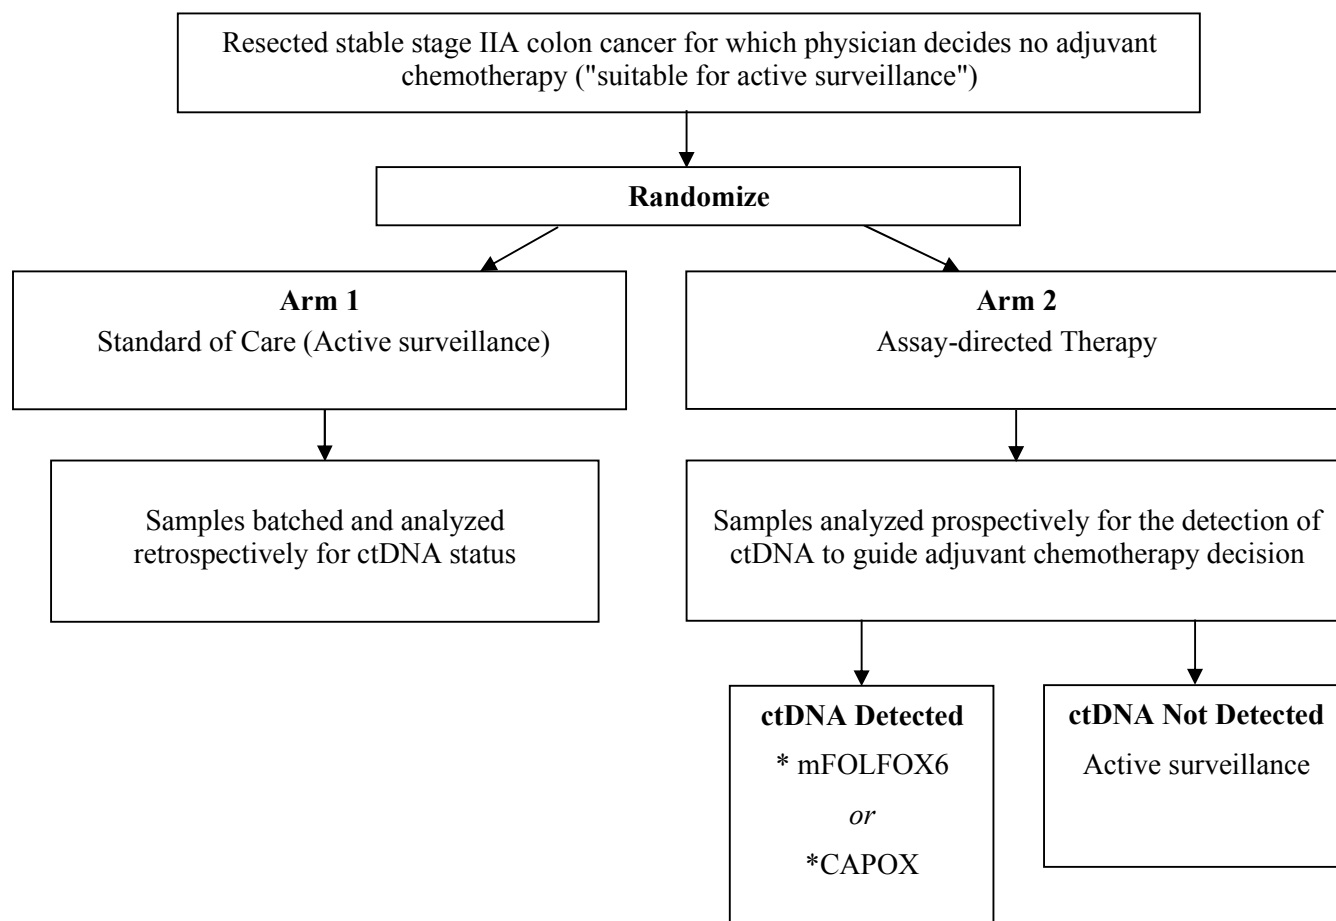 Resected stable stage IIA colon cancer for which physician decides no adjuvant
chemotherapy ("suitable for active surveillance")
Randomize
Arm 1
Standard of Care (Active surveillance)
Arm 2
Assay-directed Therapy
Samples batched and analyzed
retrospectively for ctDNA status
Samples analyzed prospectively for the detection of
ctDNA to guide adjuvant chemotherapy decision
ctDNA Detected
* mFOLFOX6
or
*CAPOX
ctDNA Not Detected
Active surveillance